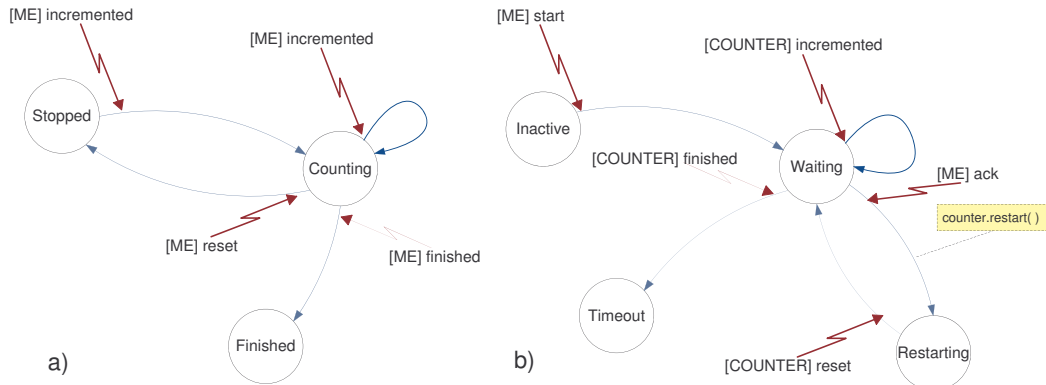 [ME] incremented
[ME] incremented
Stopped
Counting
[ME] reset
[ME] finished
Finished
a)
[ME] start
[COUNTER] incremented
Inactive
[COUNTER] finished
Waiting
[ME] ack
counter.restart( )
Timeout
Restarting
[COUNTER] reset
b)